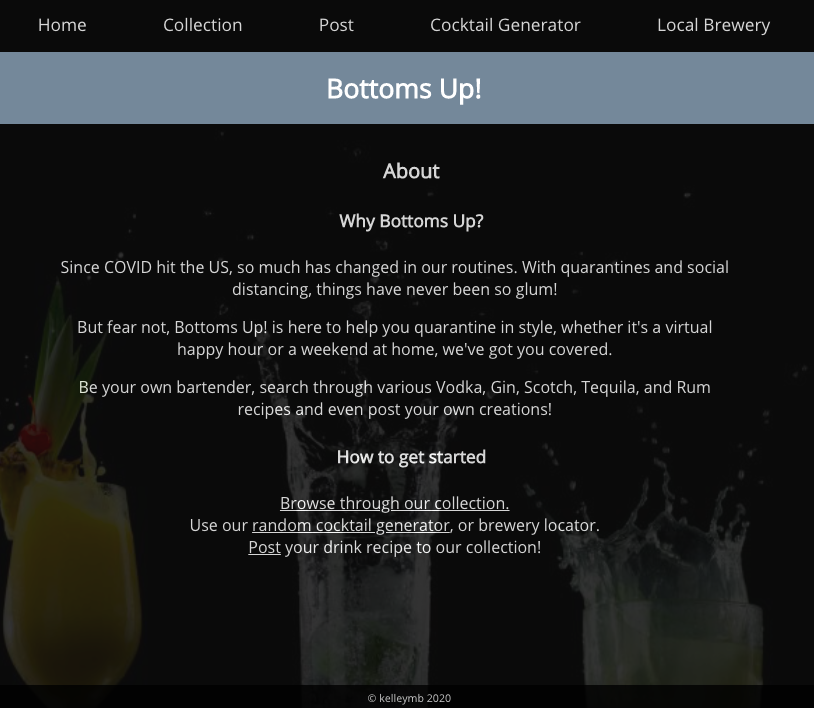 Home Collection Post Cocktail Generator Local Brewery
Bottoms Up!
About
Why Bottoms Up?
Since COVID hit the US, so much has changed in our routines. With quarantines and social
distancing, things have never been so glum!
But fear not, Bottoms Up! is here to help you quarantine in style, whether it's a virtual
happy hour or a weekend at home, we've got you covered.
Be your own bartender, search through various Vodka, Gin, Scotch, Tequila, and Rum
recipes and even post your own creations!
How to get started
Browse through our collection.
Use our random cocktail generator, or brewery locator.
Post your drink recipe to our collection!
© kelleymb 2020